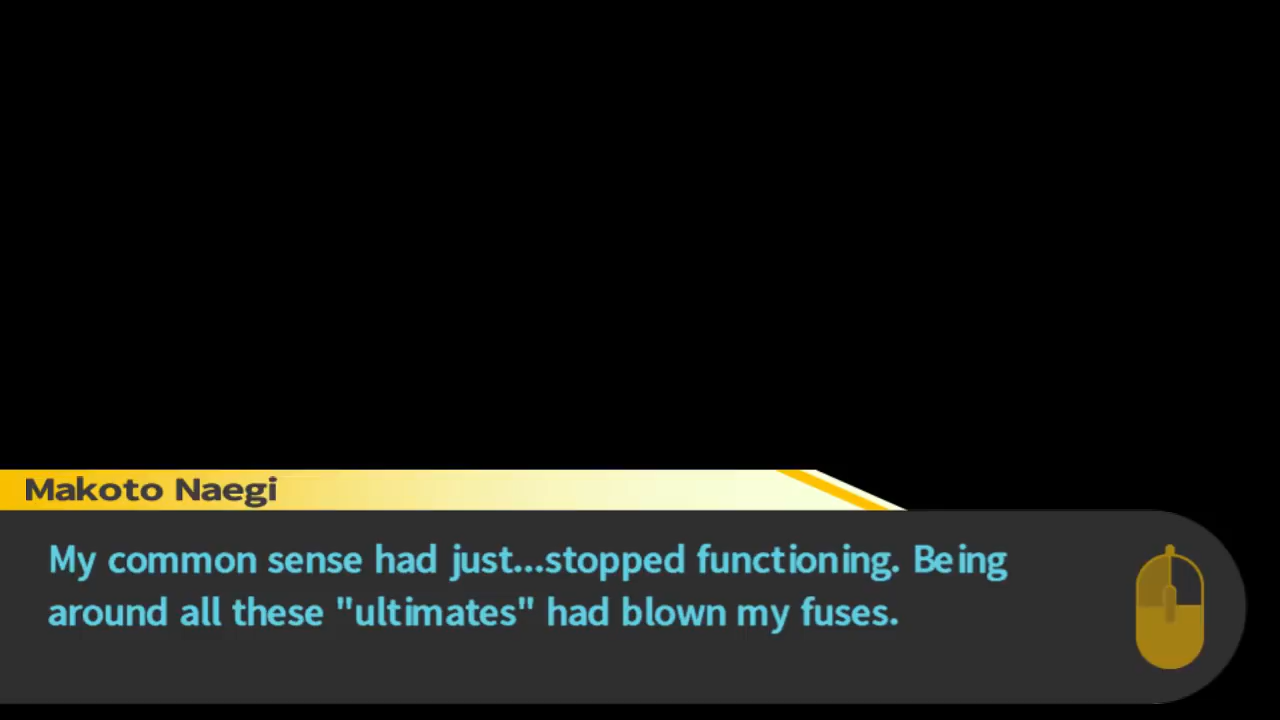 Makoto Naegi
My common sense had just...stopped functioning. Being
around all these "ultimates" had blown my fuses.